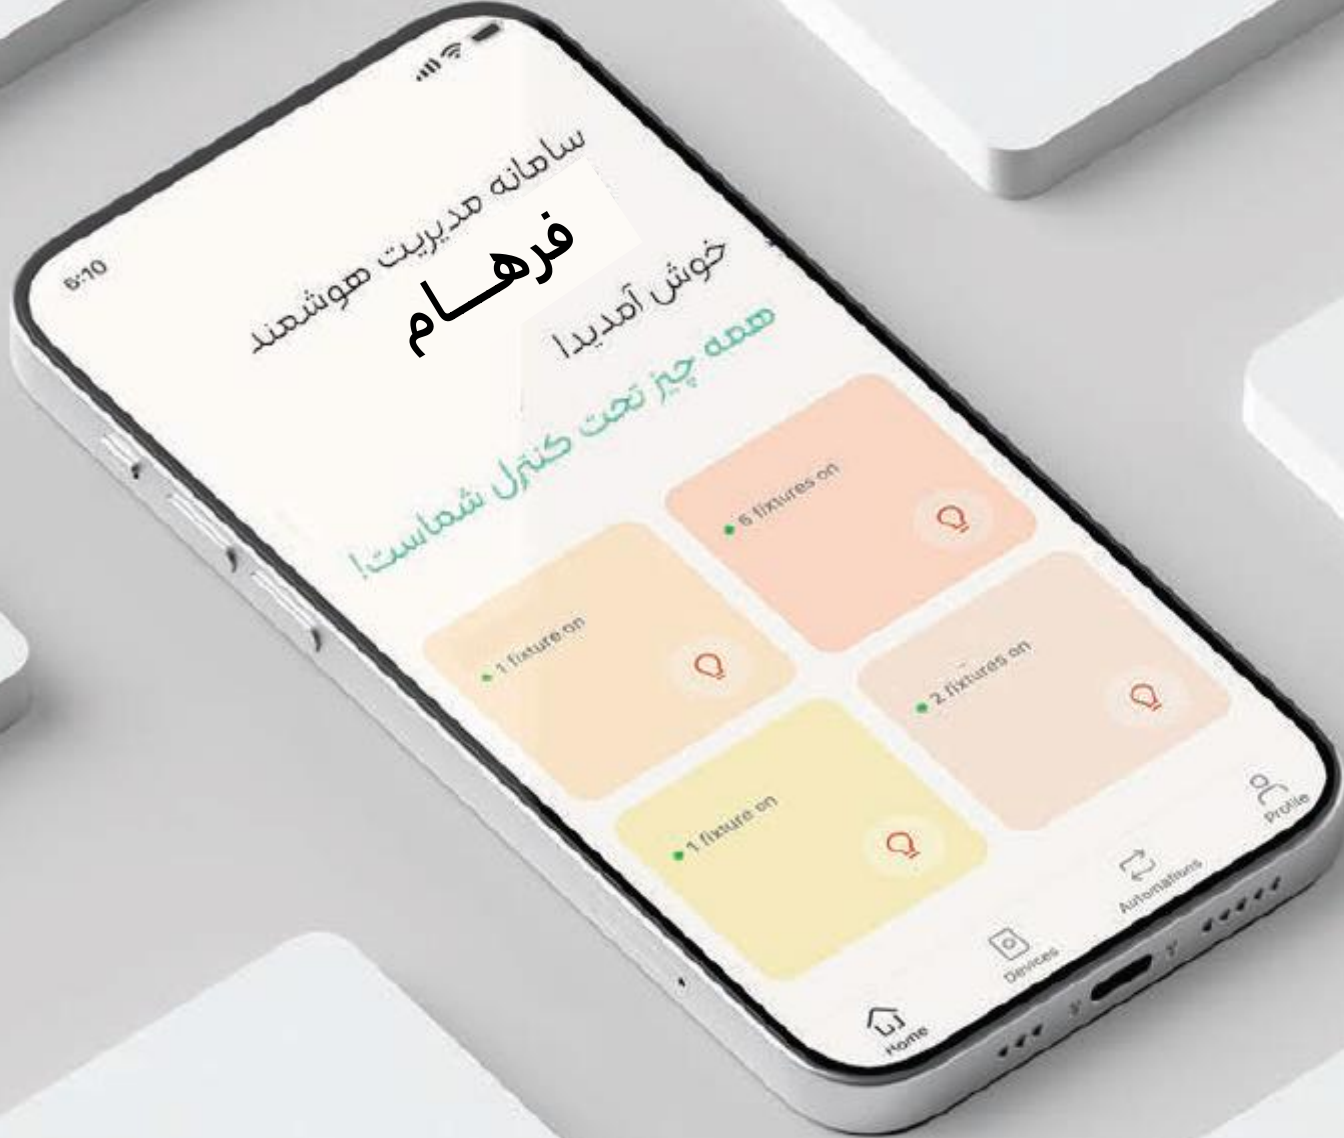 6:10
سامانه مدیریت هوشمند
فرهــام
خوش آمدید!
همه چیز تحت کنترل شماست!
6 fixtures on
1 fixture on
2 fixtures on
1 fixture on
Home
Devices
Automations
Profile